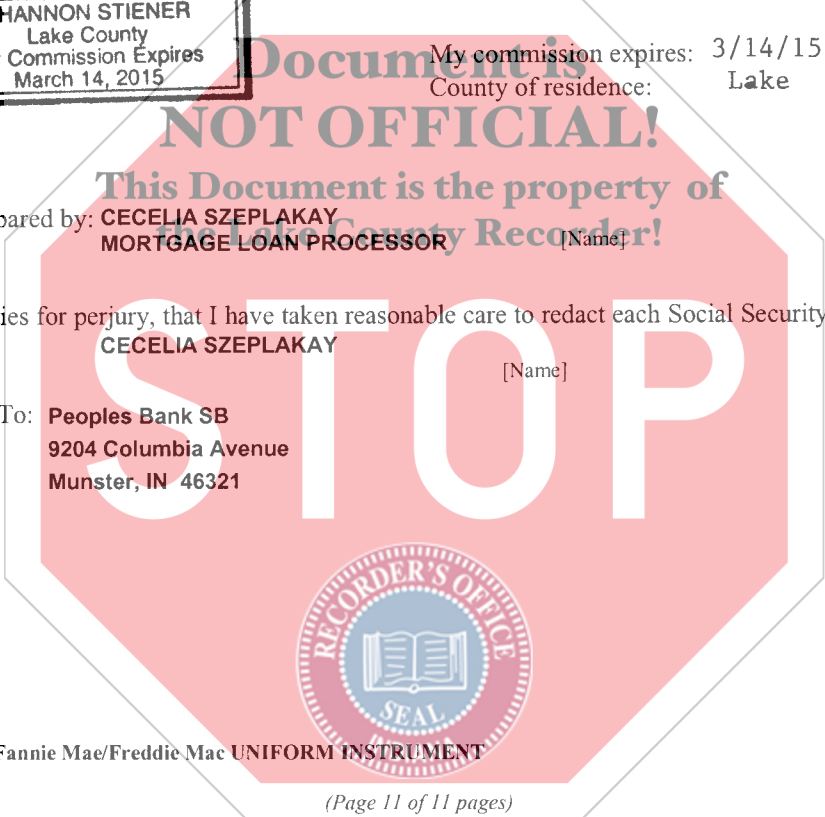 HANNON STIENER
Lake County
Commission Expires
March 14, 2015
My commission expires: 3/14/15
County of residence: Lake
Document is
NOT OFFICIAL!
This Document is the property of
the Lake County Recorder!
pared by: CECELIA SZEPLAKAY
MORTGAGE LOAN PROCESSOR [Name]
ies for perjury, that I have taken reasonable care to redact each Social Security
CECELIA SZEPLAKAY
[Name]
STOP
To: Peoples Bank SB
9204 Columbia Avenue
Munster, IN 46321
RECORDER'S OFFICE
SEAL
INDIANA
Fannie Mae/Freddie Mac UNIFORM INSTRUMENT
(Page 11 of 11 pages)